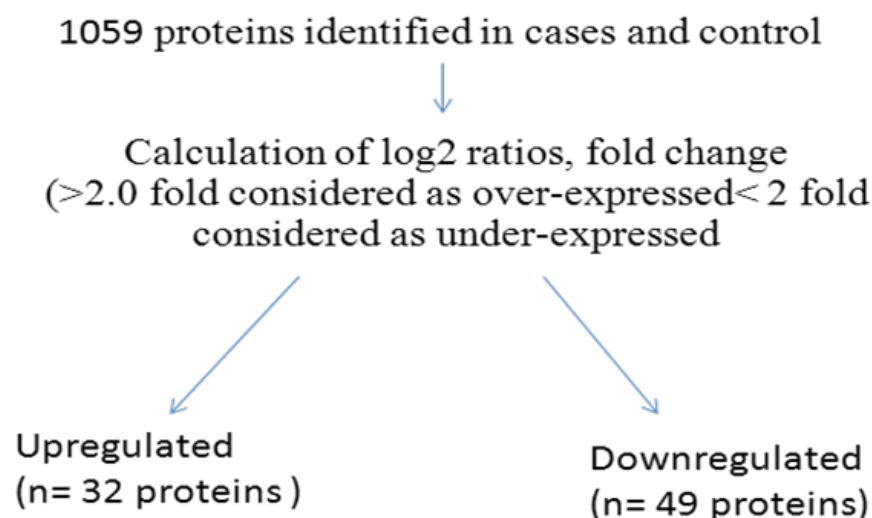 1059 proteins identified in cases and control
Calculation of log2 ratios, fold change
(>2.0 fold considered as over-expressed< 2 fold
considered as under-expressed
Upregulated
(n= 32 proteins )
Downregulated
(n= 49 proteins)